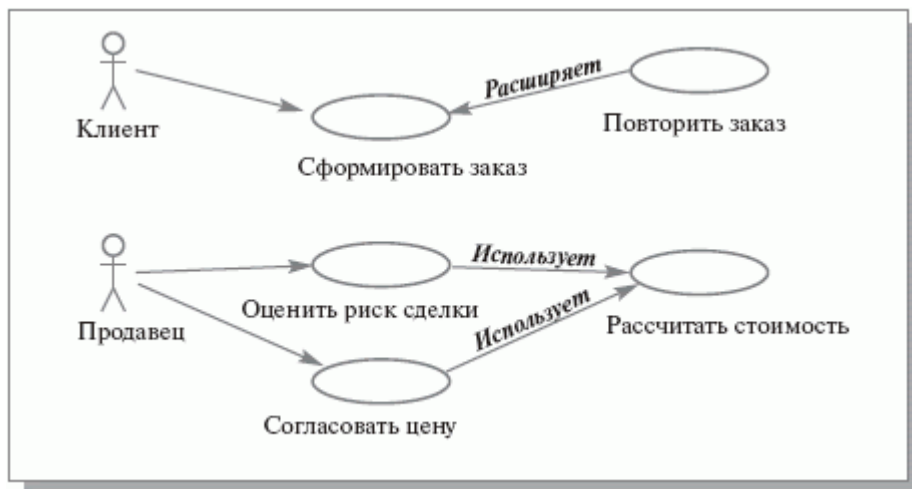 Расширяет
Клиент
Повторить заказ
Сформировать заказ
Использует
Оценить риск сделки
Использует
Рассчитать стоимость
Продавец
Согласовать цену